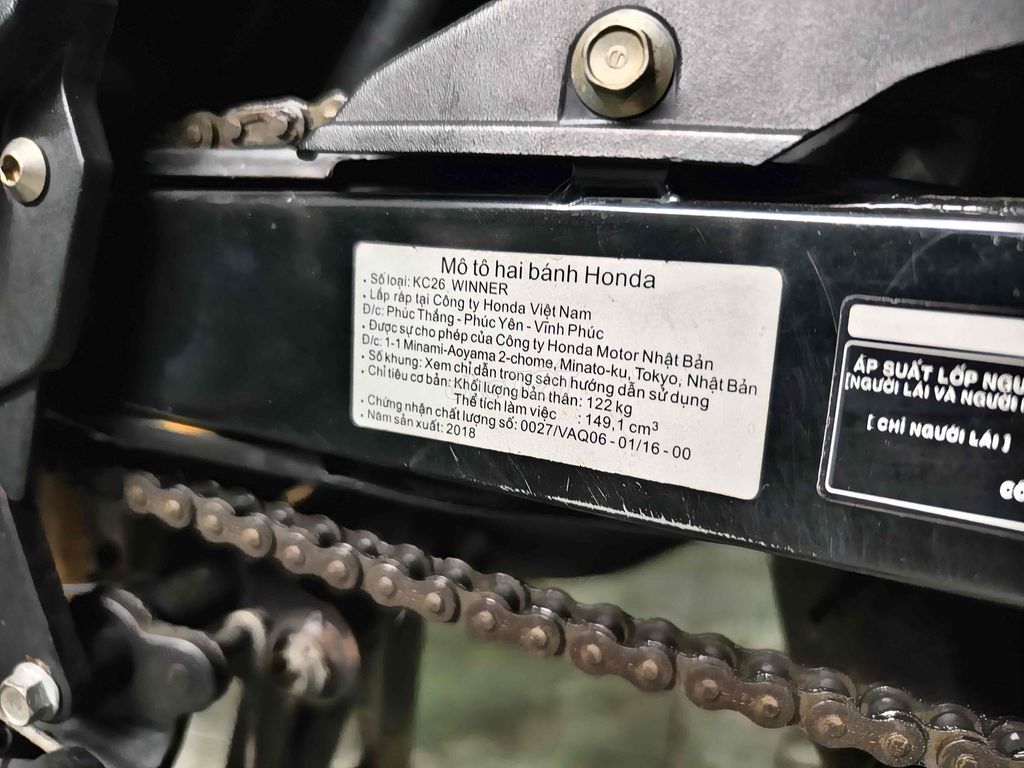 Mô tô hai bánh Honda
. Số loại: KC26 WINNER
. Lắp ráp tại Công ty Honda Việt Nam
Đ/c: Phúc Thắng - Phúc Yên - Vĩnh Phúc
. Được sự cho phép của Công ty Honda Motor Nhật Bản
Đ/c: 1-1 Minami-Aoyama 2-chome, Minato-ku, Tokyo, Nhật Bản
. Số khung: Xem chỉ dẫn trong sách hướng dẫn sử dụng
. Chỉ tiêu cơ bản: Khối lượng bản thân: 122 kg
Thể tích làm việc : 149,1 cm³
. Chứng nhận chất lượng số: 0027/VAQ06 - 01/16 - 00
. Năm sản xuất: 2018
ÁP SUẤT LỐP
[NGƯỜI LÁI VÀ NGƯỜI
[ CHỈ NGƯỜI LÁI ]